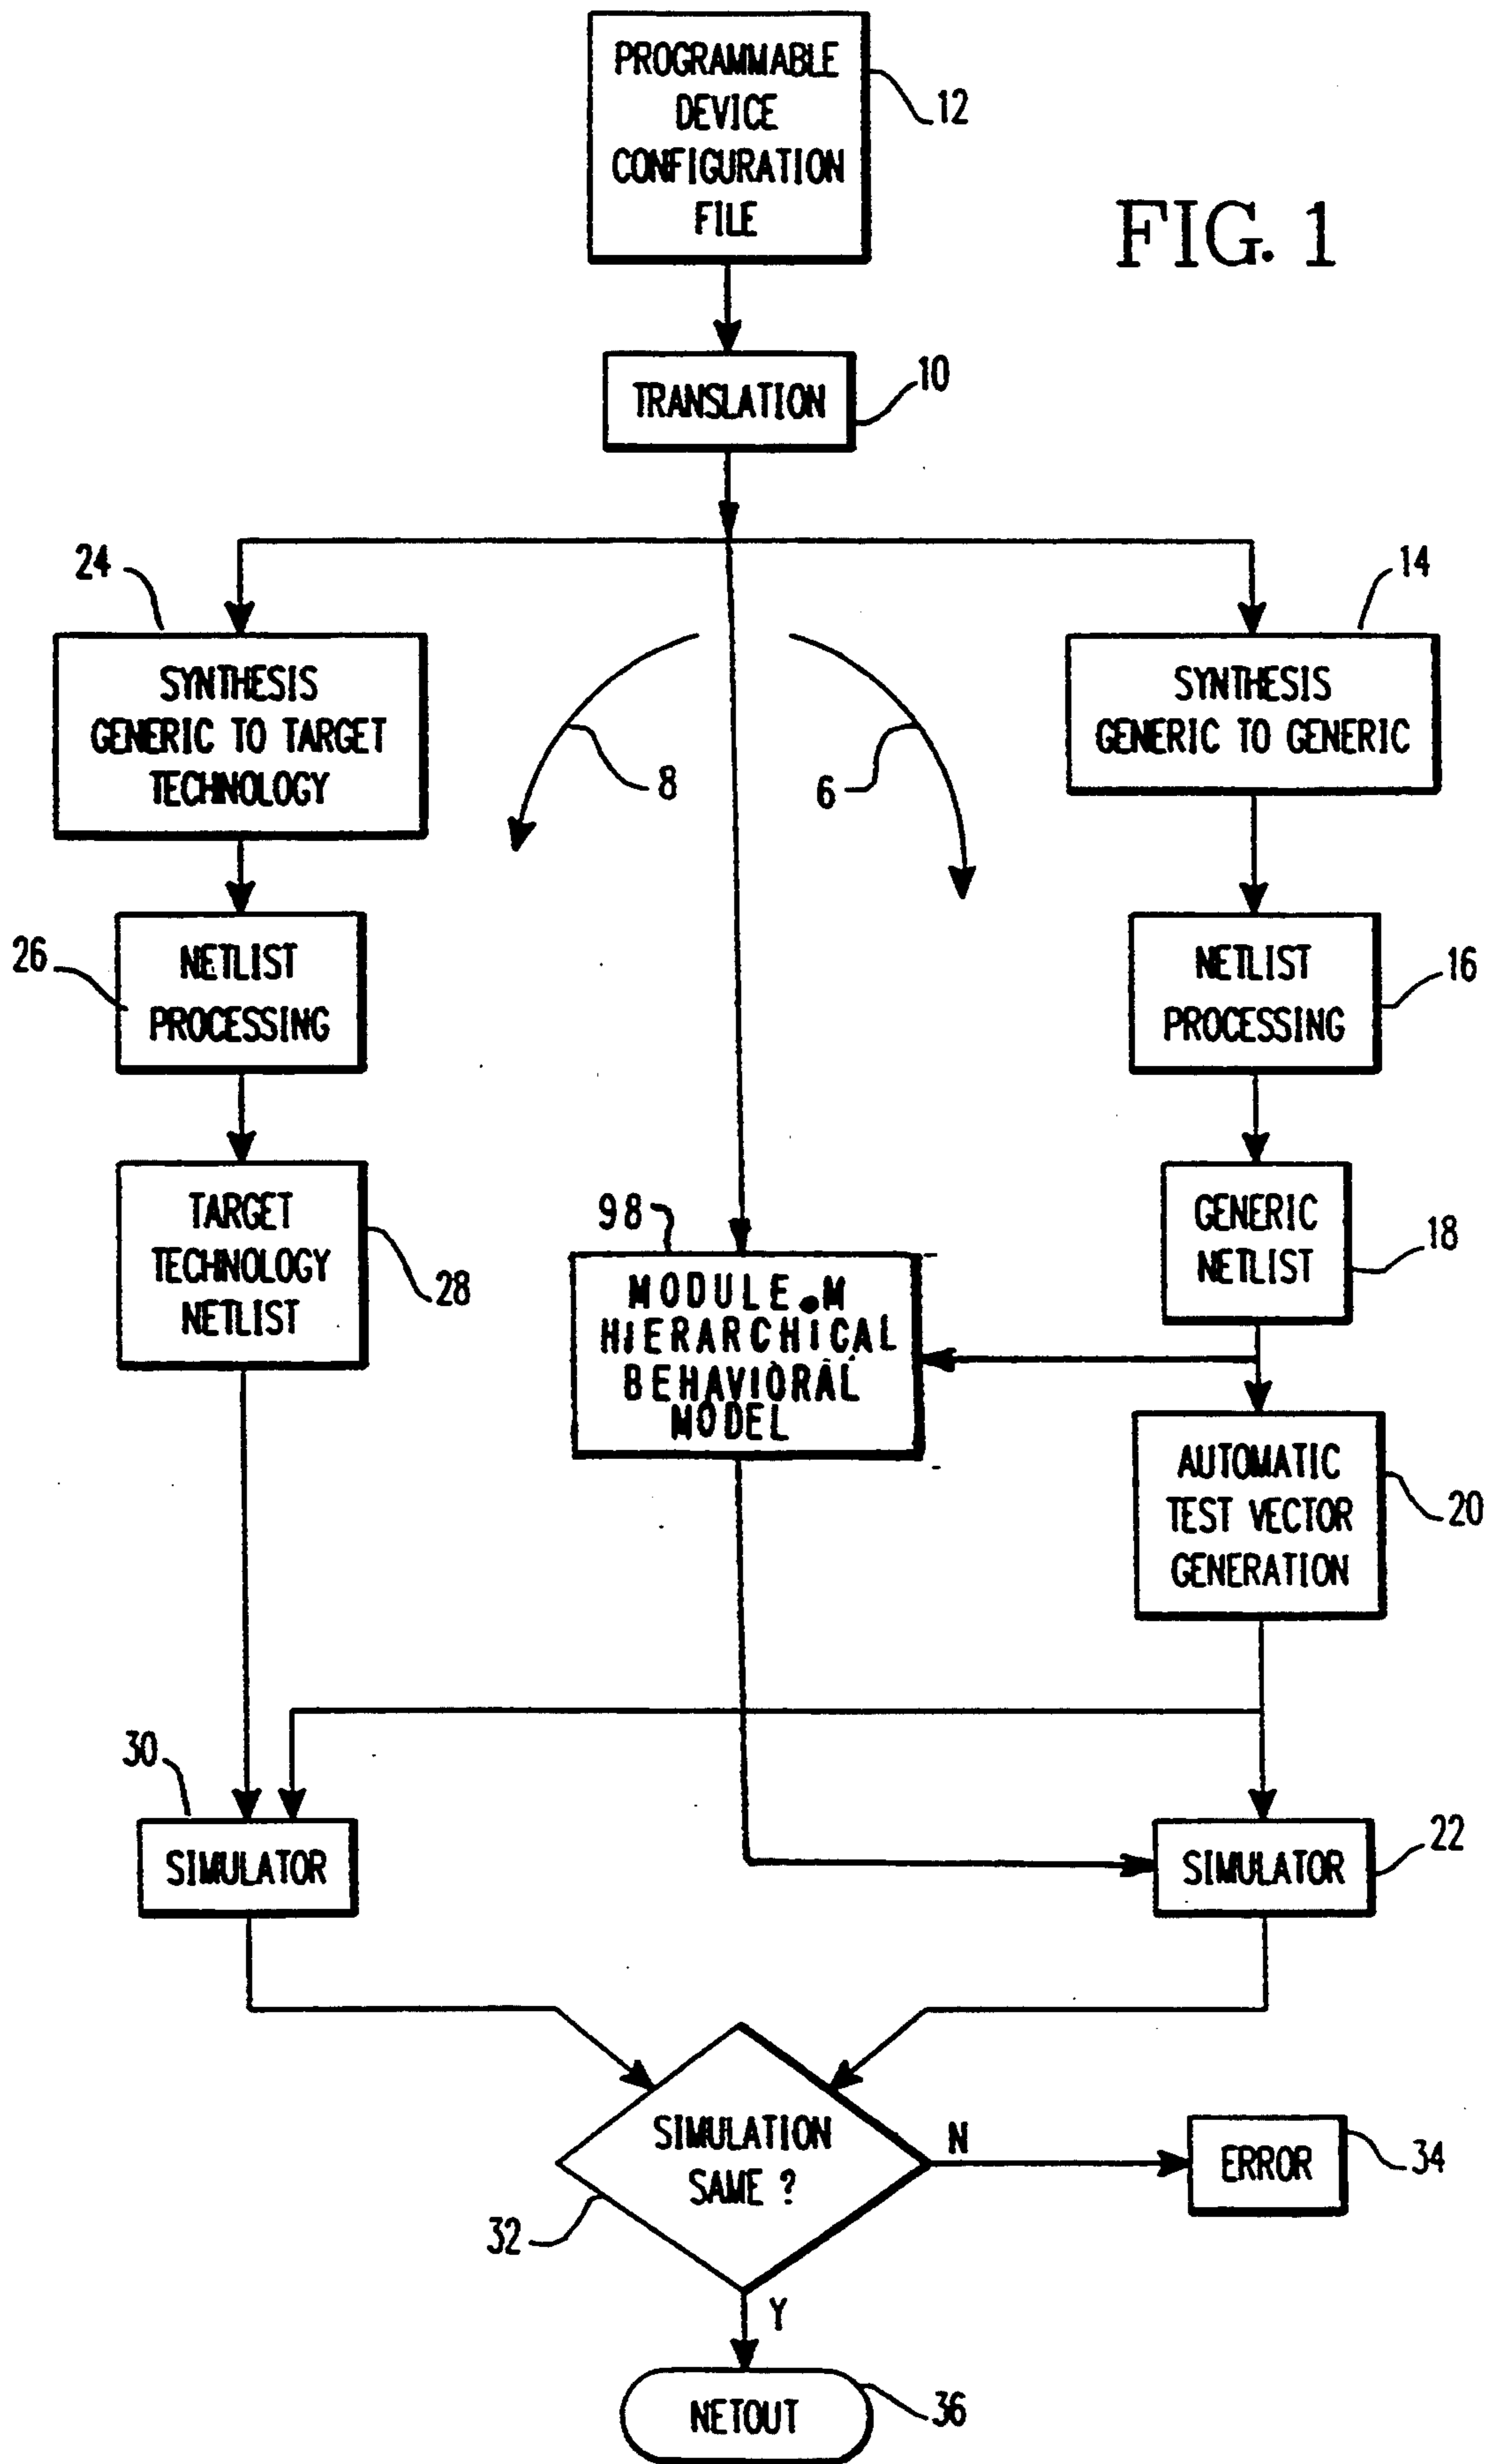 PROGRAMMABLE
DEVICE
CONFIGURATION
FILE
12
FIG. 1
TRANSLATION
10
24
14
SYNTHESIS
GENERIC TO TARGET
TECHNOLOGY
SYNTHESIS
GENERIC TO GENERIC
8
6
26
NETLIST
PROCESSING
NETLIST
PROCESSING
16
TARGET
TECHNOLOGY
NETLIST
28
98
MODULE.M
HIERARCHICAL
BEHAVIORAL
MODEL
GENERIC
NETLIST
18
AUTOMATIC
TEST VECTOR
GENERATION
20
30
SIMULATOR
SIMULATOR
22
SIMULATION
SAME ?
32
N
ERROR
34
Y
NETOUT
36